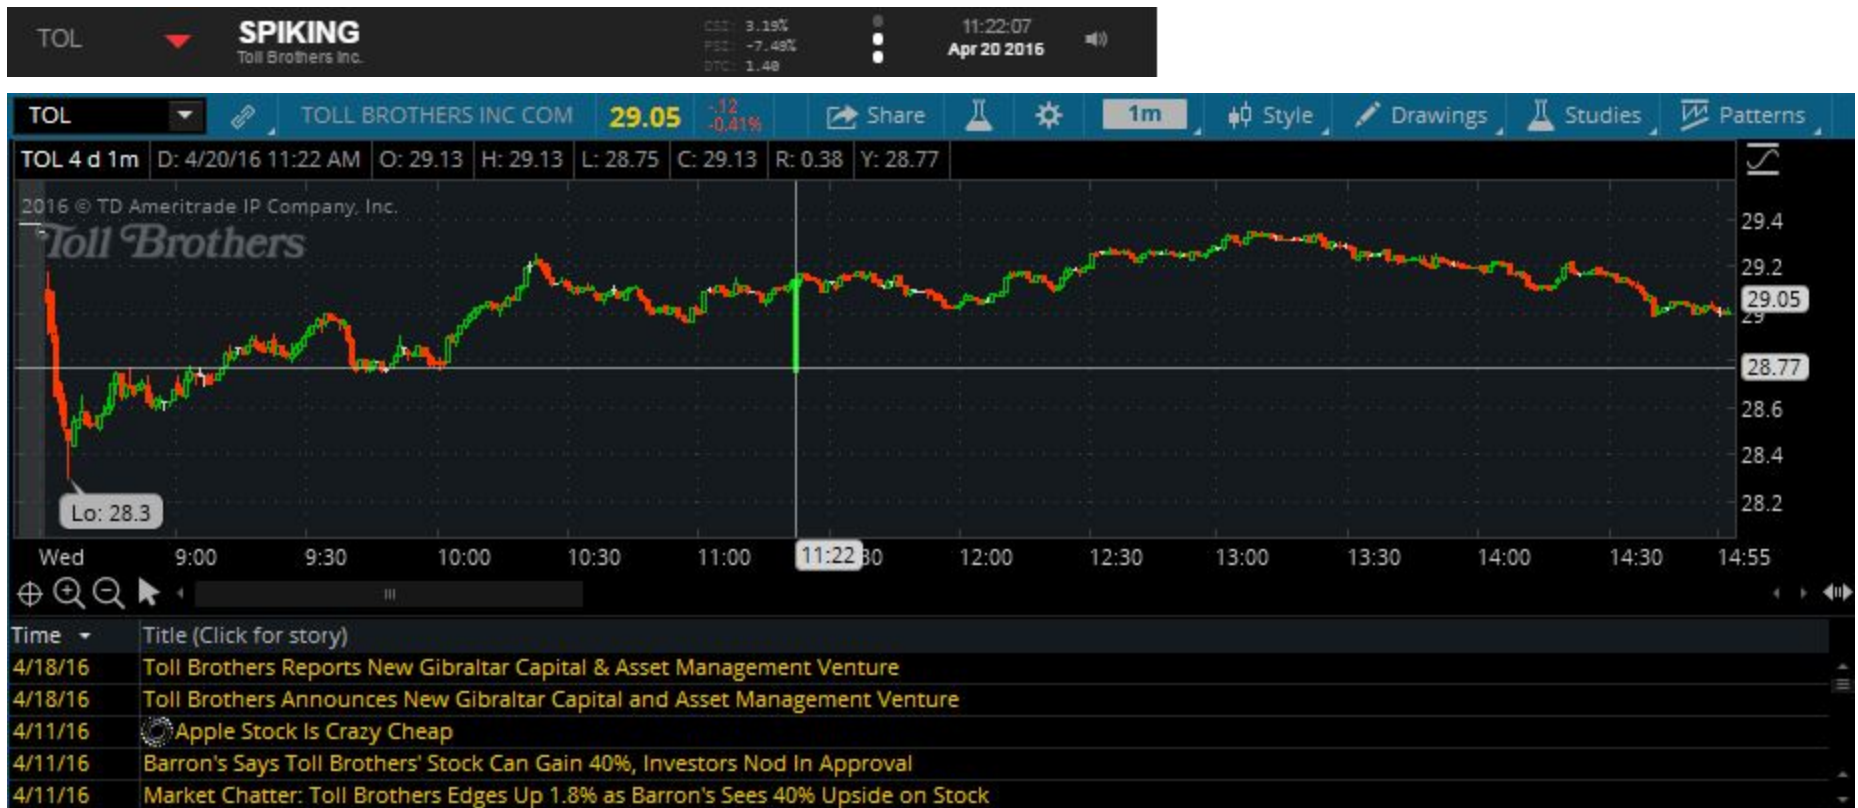 TOL SPIKING CSI: 3.19% 11:22:07
Toll Brothers Inc. PSI: -7.49% Apr 20 2016
DTC: 1.40
TOL TOLL BROTHERS INC COM 29.05 -.12 -0.41% Share 1m Style Drawings Studies Patterns
TOL 4 d 1m D: 4/20/16 11:22 AM O: 29.13 H: 29.13 L: 28.75 C: 29.13 R: 0.38 Y: 28.77
2016 © TD Ameritrade IP Company, Inc.
Toll Brothers
29.4
29.2
29.05
29
28.77
28.6
28.4
28.2
Lo: 28.3
Wed 9:00 9:30 10:00 10:30 11:00 11:22 30 12:00 12:30 13:00 13:30 14:00 14:30 14:55
Time Title (Click for story)
4/18/16 Toll Brothers Reports New Gibraltar Capital & Asset Management Venture
4/18/16 Toll Brothers Announces New Gibraltar Capital and Asset Management Venture
4/11/16 Apple Stock Is Crazy Cheap
4/11/16 Barron's Says Toll Brothers' Stock Can Gain 40%, Investors Nod In Approval
4/11/16 Market Chatter: Toll Brothers Edges Up 1.8% as Barron's Sees 40% Upside on Stock